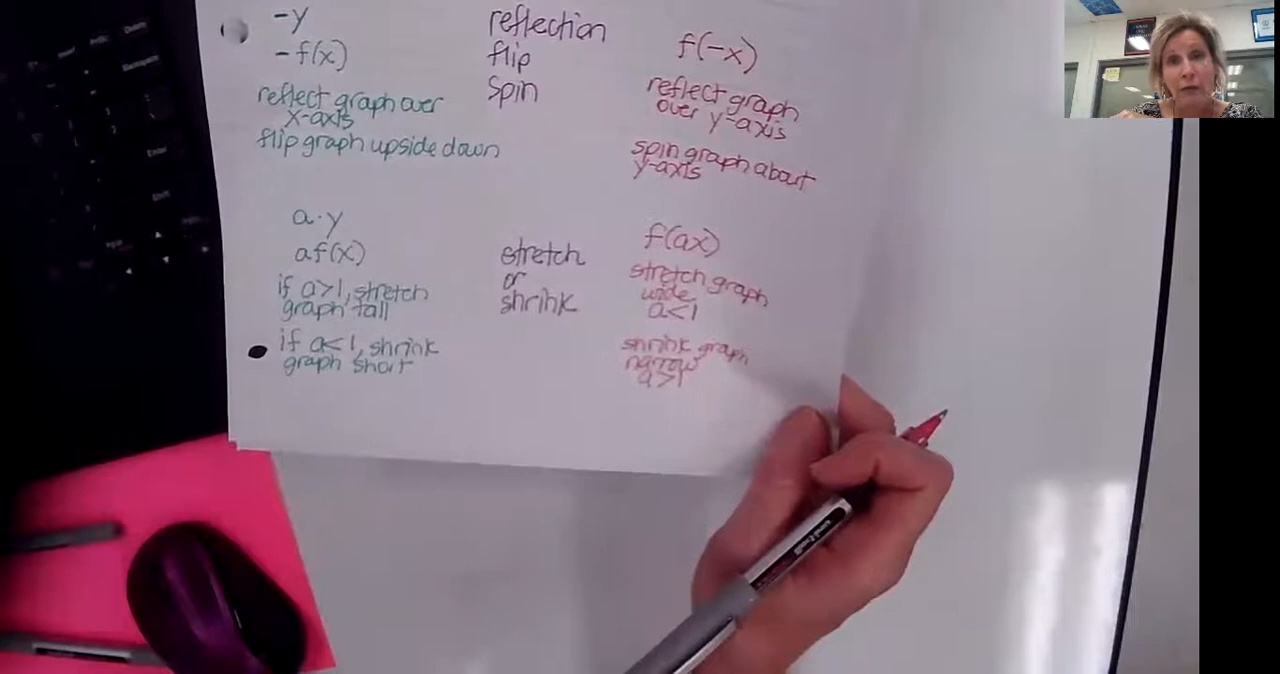 -y
-f(x)
reflect graph over
x-axis
flip graph upside down
reflection
flip
spin
f(-x)
reflect graph
over y-axis
spin graph about
y-axis
a·y
af(x)
if a>1, stretch
graph tall
if a<1, shrink
graph short
stretch
or
shrink
f(ax)
stretch graph
wide
a<1
shrink graph
narrow
a>1